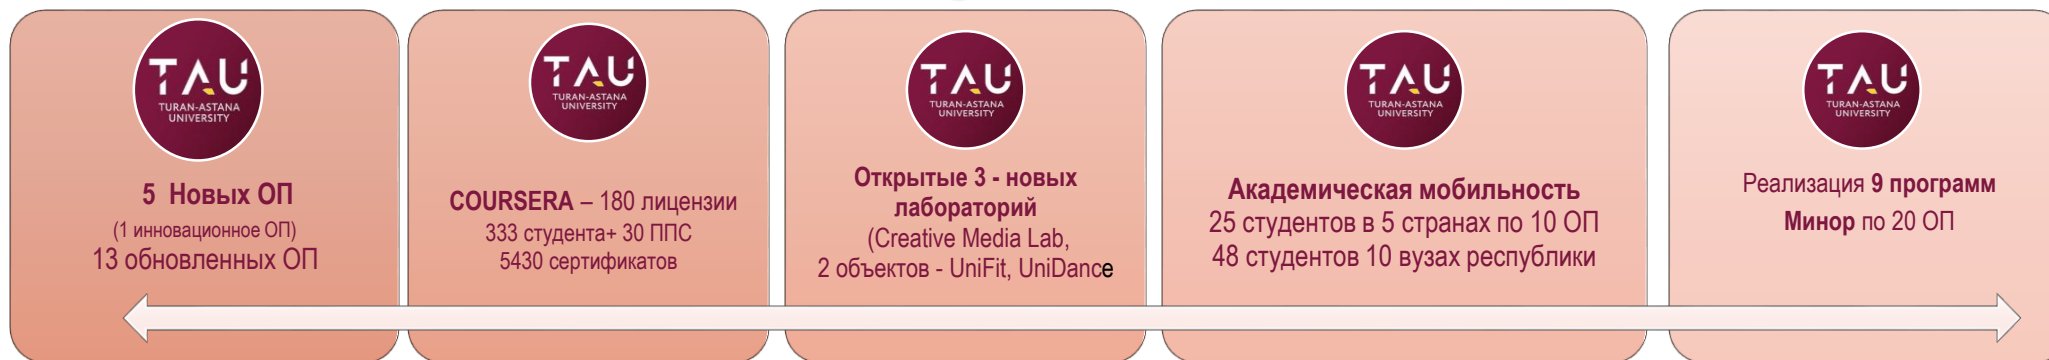 TAU
TURAN-ASTANA
UNIVERSITY
5 Новых ОП
(1 инновационное ОП)
13 обновленных ОП
TAU
TURAN-ASTANA
UNIVERSITY
COURSERA – 180 лицензии
333 студента+ 30 ППС
5430 сертификатов
TAU
TURAN-ASTANA
UNIVERSITY
Открытые 3 - новых
лабораторий
(Creative Media Lab,
2 объектов - UniFit, UniDance
TAU
TURAN-ASTANA
UNIVERSITY
Академическая мобильность
25 студентов в 5 странах по 10 ОП
48 студентов 10 вузах республики
TAU
TURAN-ASTANA
UNIVERSITY
Реализация 9 программ
Минор по 20 ОП